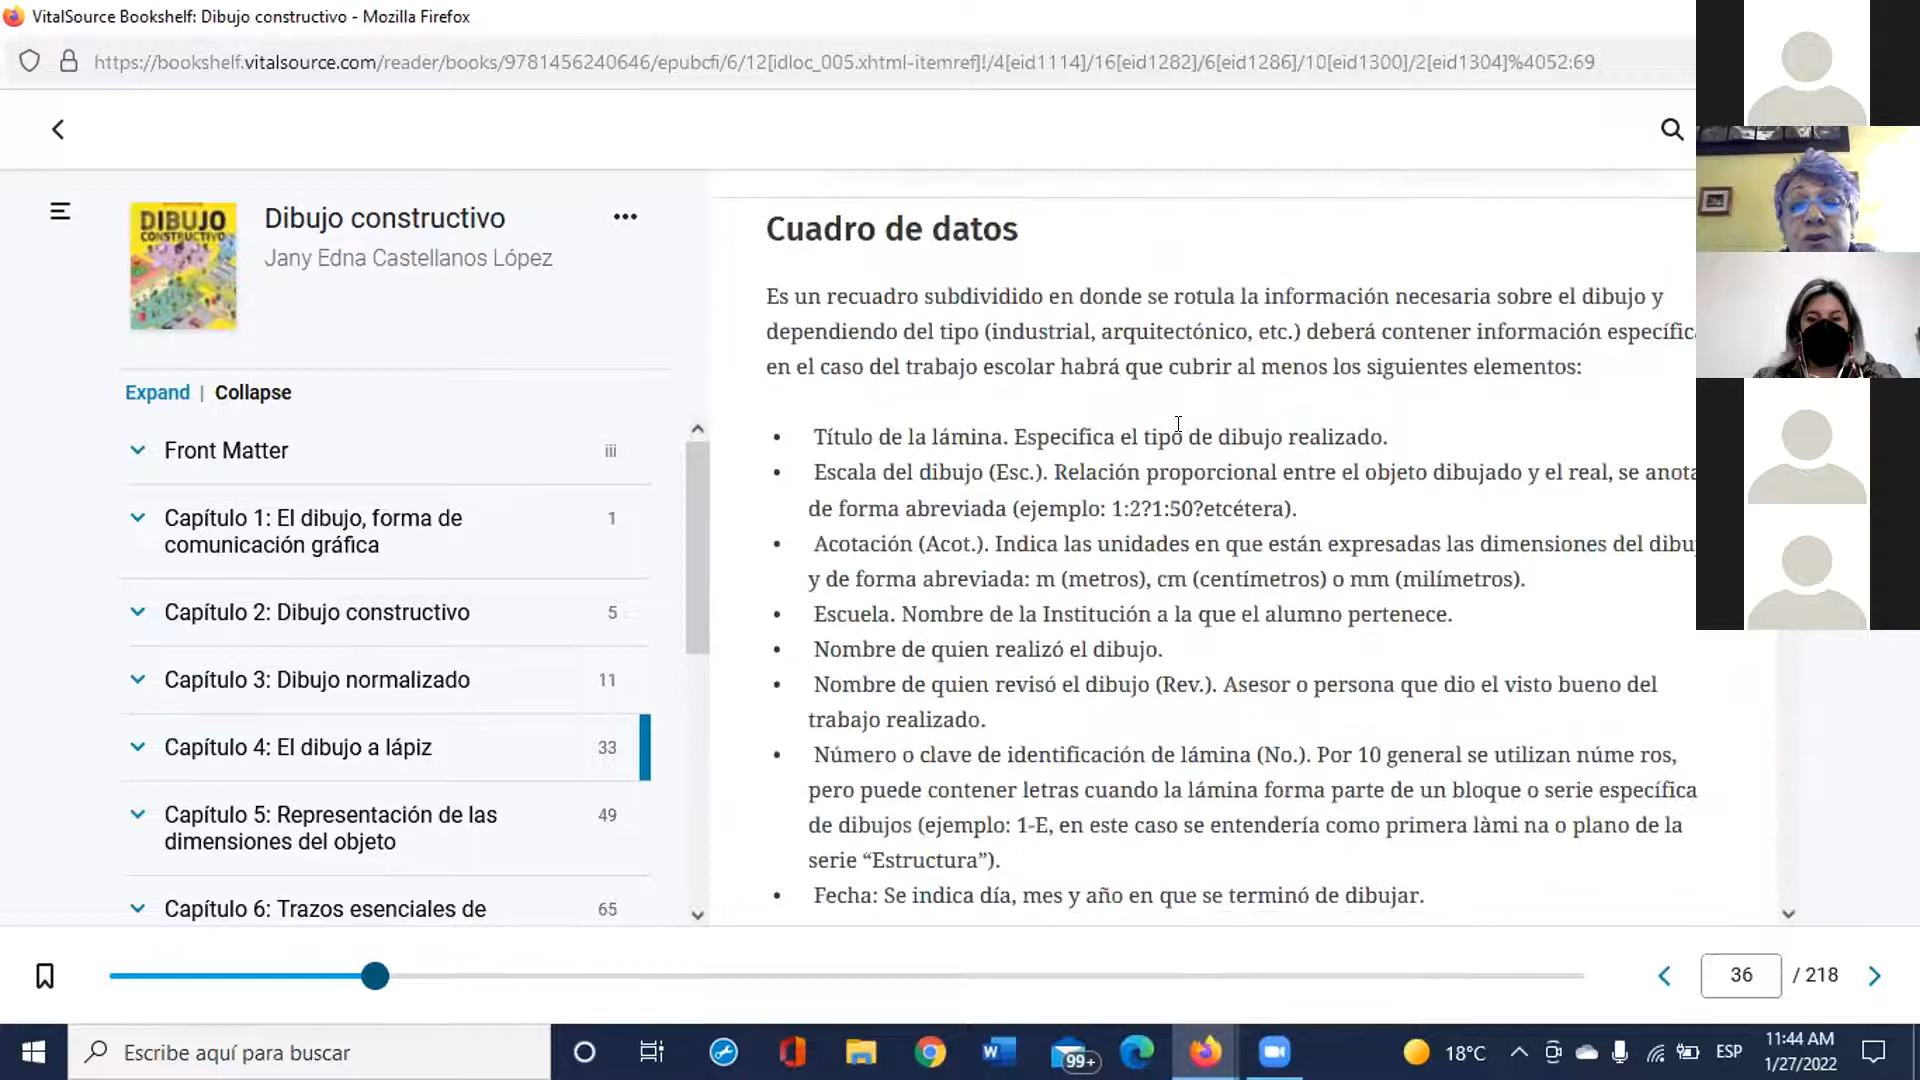 VitalSource Bookshelf: Dibujo constructivo - Mozilla Firefox
https://bookshelf.vitalsource.com/reader/books/9781456240646/epubcfi/6/12[idloc_005.xhtml-itemref]!/4[eid1114]/16[eid1282]/6[eid1286]/10[eid1300]/2[eid1304]%4052:69
DIBUJO
CONSTRUCTIVO
Dibujo constructivo
Jany Edna Castellanos López
Expand | Collapse
Front Matter iii
Capítulo 1: El dibujo, forma de 1
comunicación gráfica
Capítulo 2: Dibujo constructivo 5
Capítulo 3: Dibujo normalizado 11
Capítulo 4: El dibujo a lápiz 33
Capítulo 5: Representación de las 49
dimensiones del objeto
Capítulo 6: Trazos esenciales de 65
Cuadro de datos
Es un recuadro subdividido en donde se rotula la información necesaria sobre el dibujo y
dependiendo del tipo (industrial, arquitectónico, etc.) deberá contener información específic
en el caso del trabajo escolar habrá que cubrir al menos los siguientes elementos:
• Título de la lámina. Especifica el tipo de dibujo realizado.
• Escala del dibujo (Esc.). Relación proporcional entre el objeto dibujado y el real, se anota
de forma abreviada (ejemplo: 1:2?1:50?etcétera).
• Acotación (Acot.). Indica las unidades en que están expresadas las dimensiones del dibu
y de forma abreviada: m (metros), cm (centímetros) o mm (milímetros).
• Escuela. Nombre de la Institución a la que el alumno pertenece.
• Nombre de quien realizó el dibujo.
• Nombre de quien revisó el dibujo (Rev.). Asesor o persona que dio el visto bueno del
trabajo realizado.
• Número o clave de identificación de lámina (No.). Por 10 general se utilizan núme ros,
pero puede contener letras cuando la lámina forma parte de un bloque o serie específica
de dibujos (ejemplo: 1-E, en este caso se entendería como primera làmi na o plano de la
serie “Estructura”).
• Fecha: Se indica día, mes y año en que se terminó de dibujar.
36 / 218
Escribe aquí para buscar
99+
18°C
ESP
11:44 AM
1/27/2022